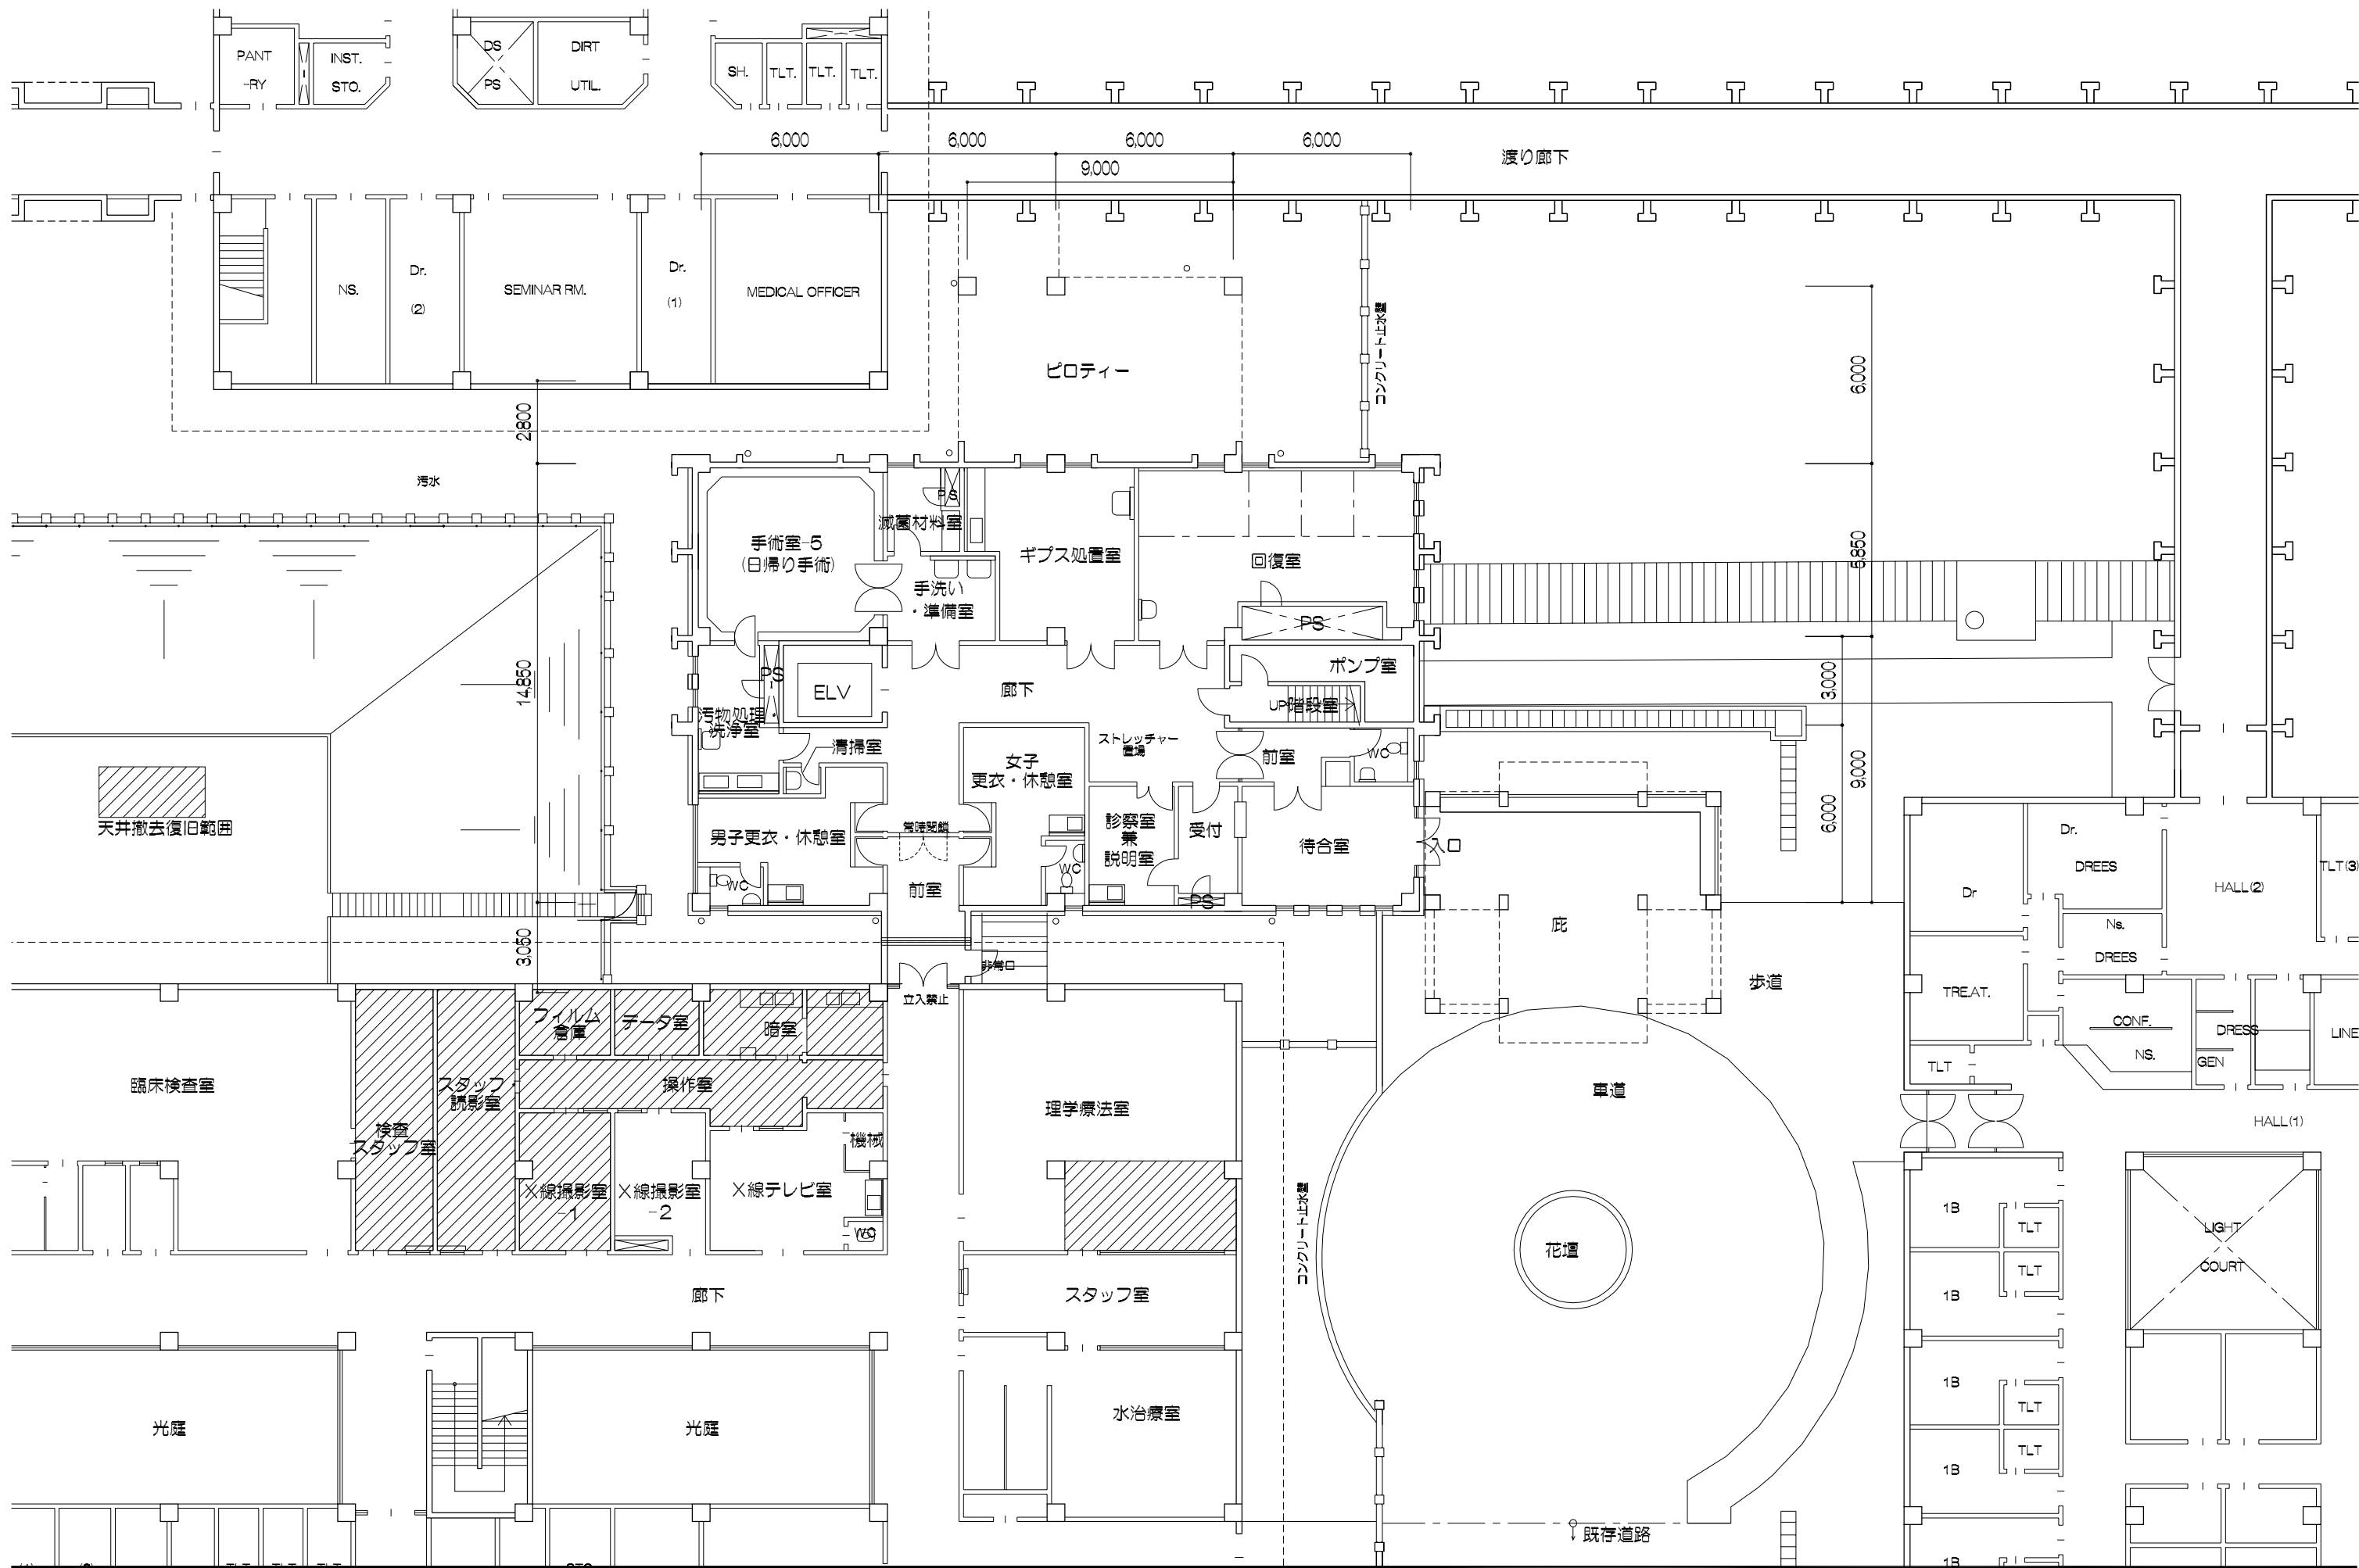 PANT
-RY
INST.
STO.
DS
PS
DIRT
UTIL.
SH.
TLT.
TLT.
TLT.
6,000
6,000
6,000
6,000
9,000
渡り廊下
NS.
Dr.
(2)
SEMINAR RM.
Dr.
(1)
MEDICAL OFFICER
ピロティー
コンクリート止水壁
6,000
2,800
汚水
手術室-5
(日帰り手術)
滅菌材料室
PS
手洗い
・準備室
ギプス処置室
回復室
PS
6,850
14,850
PS
ELV
廊下
ポンプ室
UP階段室
3,000
汚物処理・
洗浄室
清掃室
女子
更衣・休憩室
ストレッチャー
置場
前室
WC
9,000
6,000
天井撤去復旧範囲
男子更衣・休憩室
常時閉鎖
診察室
兼
説明室
受付
待合室
入口
WC
前室
WC
PS
庇
歩道
3,050
非常口
立入禁止
Dr.
DREES
HALL(2)
TLT(3)
Dr
Ns.
DREES
TREAT.
CONF.
NS.
DRESS
GEN
LINE
TLT
HALL(1)
フィルム
倉庫
データ室
暗室
臨床検査室
スタッフ
読影室
操作室
検査
スタッフ室
機械
理学療法室
車道
X線撮影室
-1
X線撮影室
-2
X線テレビ室
WC
コンクリート止水壁
花壇
1B
TLT
LIGHT
COURT
TLT
1B
廊下
スタッフ室
1B
TLT
光庭
光庭
水治療室
TLT
1B
既存道路
1B